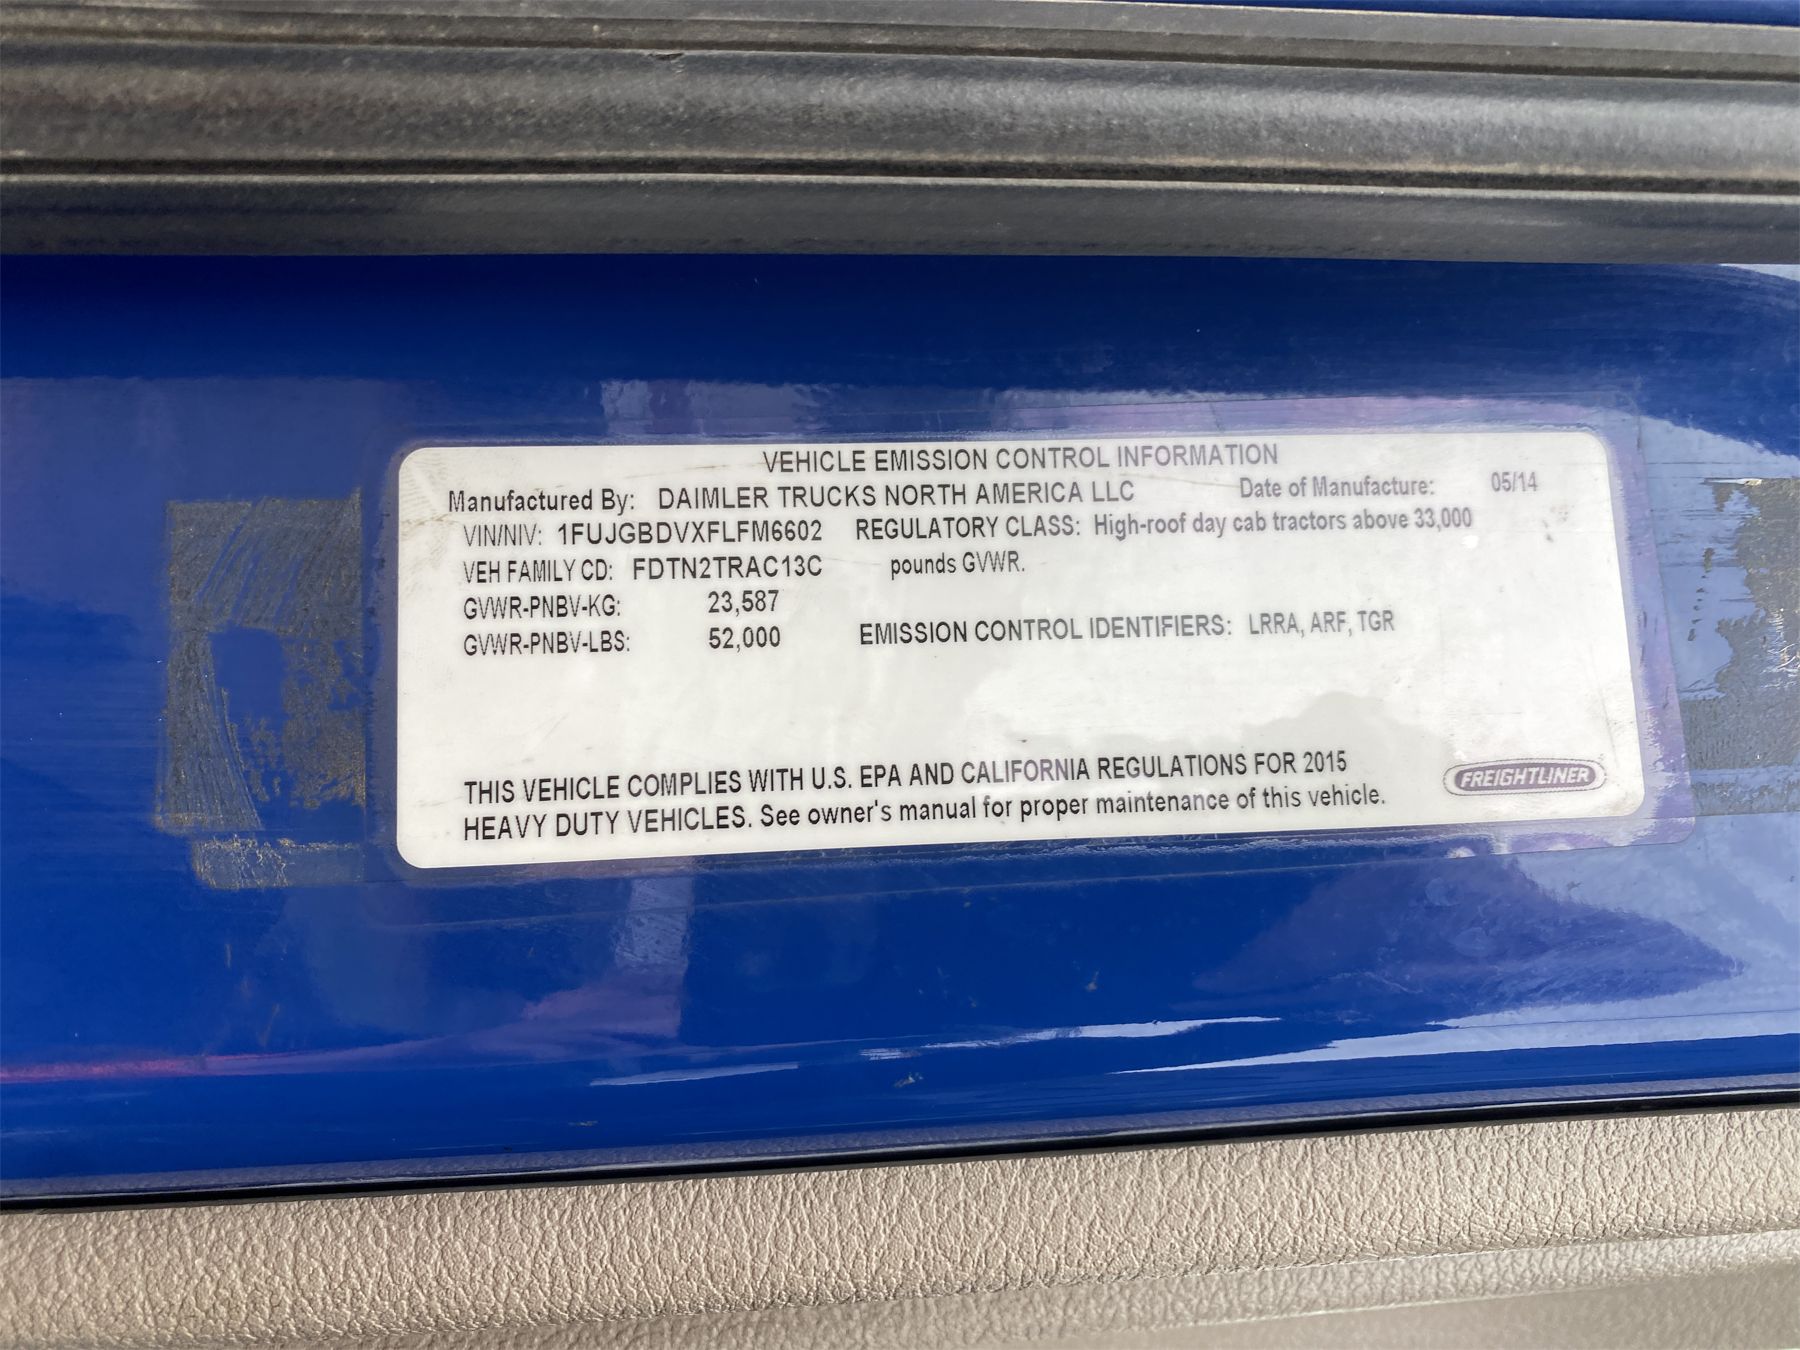 VEHICLE EMISSION CONTROL INFORMATION
Manufactured By: DAIMLER TRUCKS NORTH AMERICA LLC Date of Manufacture: 05/14
VIN/NIV: 1FUJGBDVXFLFM6602 REGULATORY CLASS: High-roof day cab tractors above 33,000
VEH FAMILY CD: FDTN2TRAC13C pounds GVWR.
GVWR-PNBV-KG: 23,587
GVWR-PNBV-LBS: 52,000 EMISSION CONTROL IDENTIFIERS: LRRA, ARF, TGR
THIS VEHICLE COMPLIES WITH U.S. EPA AND CALIFORNIA REGULATIONS FOR 2015
HEAVY DUTY VEHICLES. See owner's manual for proper maintenance of this vehicle.
FREIGHTLINER